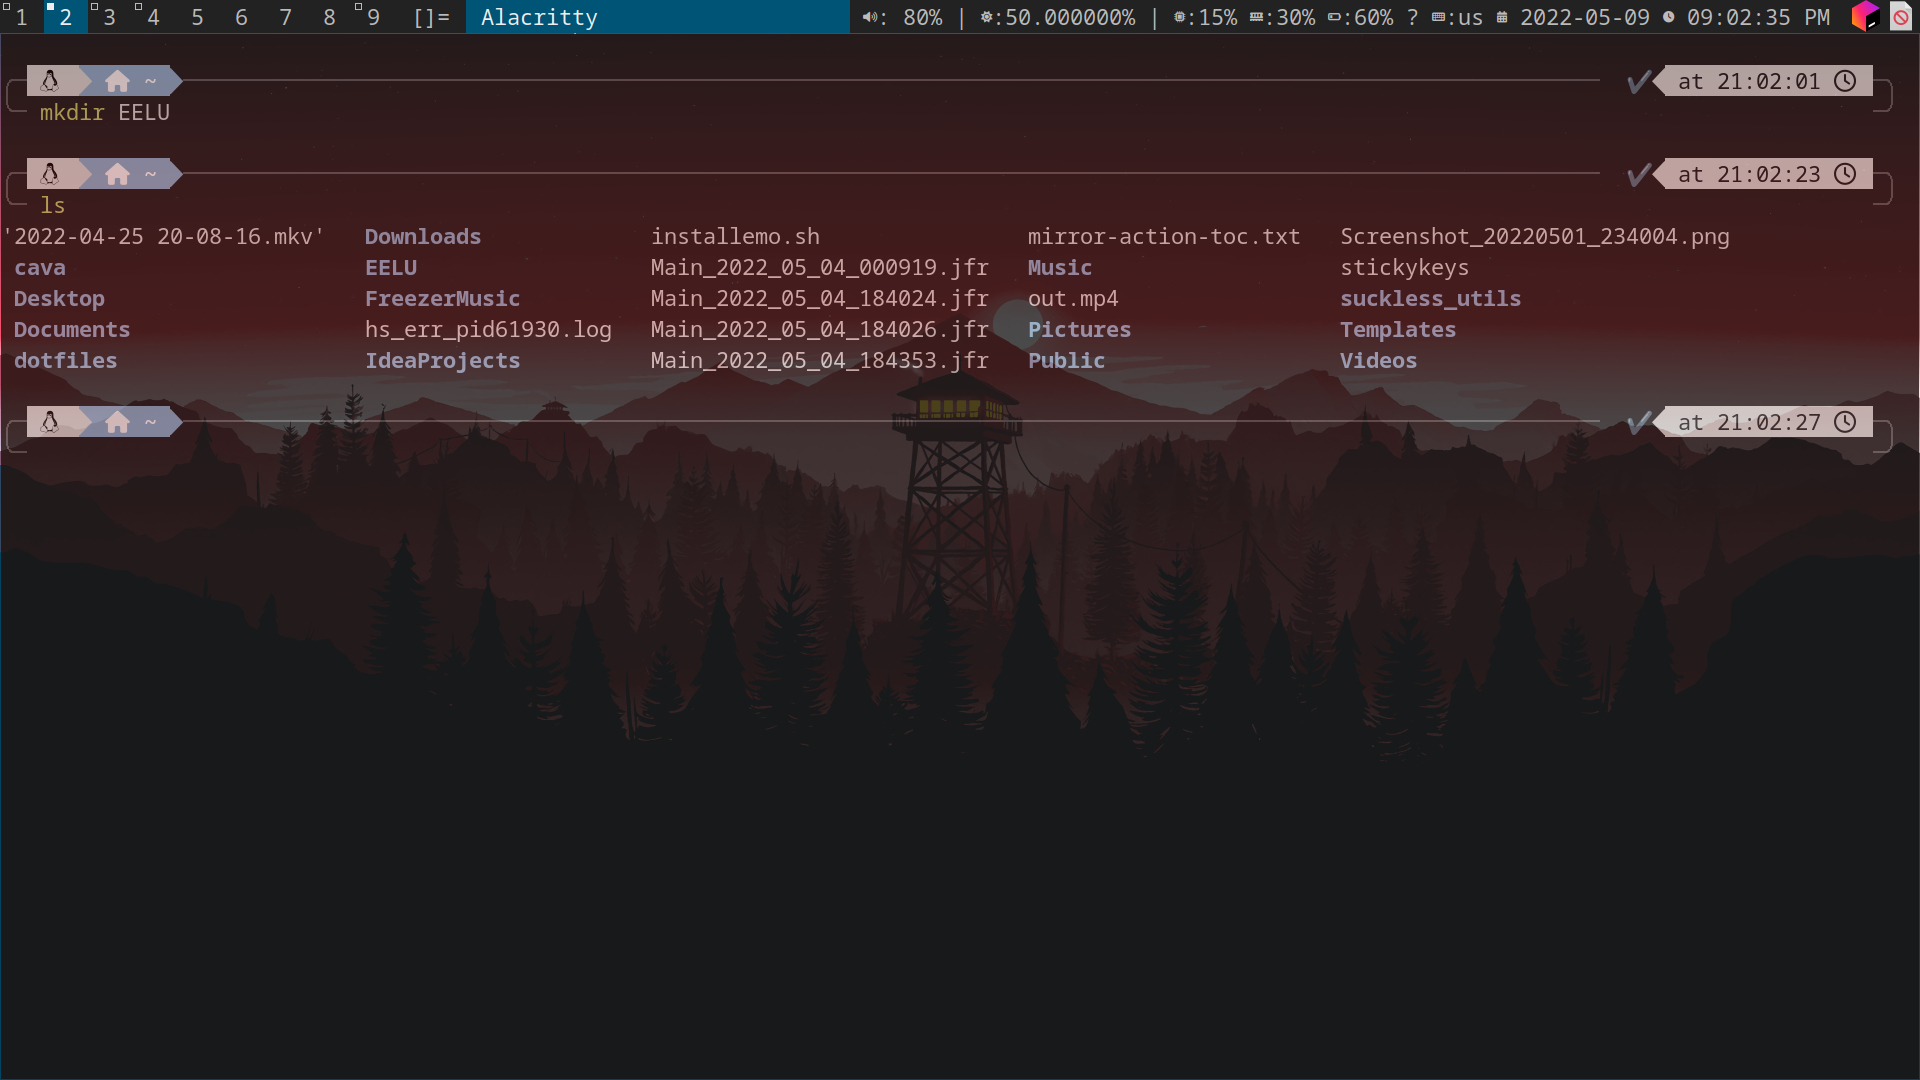 1 2 3 4 5 6 7 8 9 []= Alacritty : 80% | :50.000000% | :15% :30% :60% ? :us 2022-05-09 09:02:35 PM
~ at 21:02:01
mkdir EELU
~ at 21:02:23
ls
'2022-04-25 20-08-16.mkv' Downloads installemo.sh mirror-action-toc.txt Screenshot_20220501_234004.png
cava EELU Main_2022_05_04_000919.jfr Music stickykeys
Desktop FreezerMusic Main_2022_05_04_184024.jfr out.mp4 suckless_utils
Documents hs_err_pid61930.log Main_2022_05_04_184026.jfr Pictures Templates
dotfiles IdeaProjects Main_2022_05_04_184353.jfr Public Videos
~ at 21:02:27